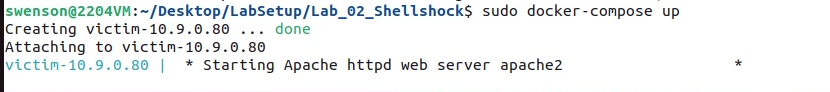 swenson@2204VM:~/Desktop/LabSetup/Lab_02_Shellshock$ sudo docker-compose up
Creating victim-10.9.0.80 ... done
Attaching to victim-10.9.0.80
victim-10.9.0.80 |  * Starting Apache httpd web server apache2                    *